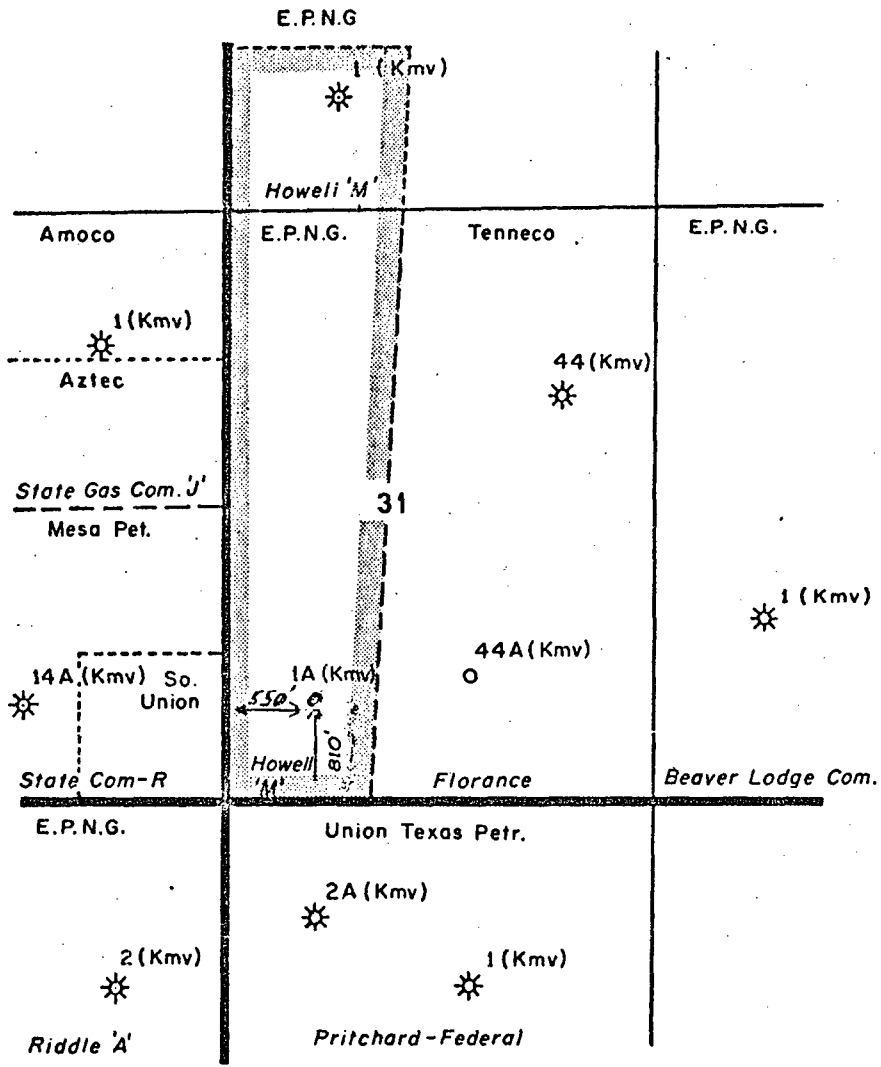 E.P.N.G
1 (Kmv)
Howell 'M'
Amoco
E.P.N.G.
Tenneco
E.P.N.G.
1 (Kmv)
44 (Kmv)
Aztec
State Gas Com. 'J'
31
Mesa Pet.
1 (Kmv)
14A (Kmv)
So.
Union
1A (Kmv)
44A (Kmv)
550'
810'
Howell
'M'
State Com-R
Florance
Beaver Lodge Com.
E.P.N.G.
Union Texas Petr.
2A (Kmv)
2 (Kmv)
1 (Kmv)
Riddle 'A'
Pritchard-Federal